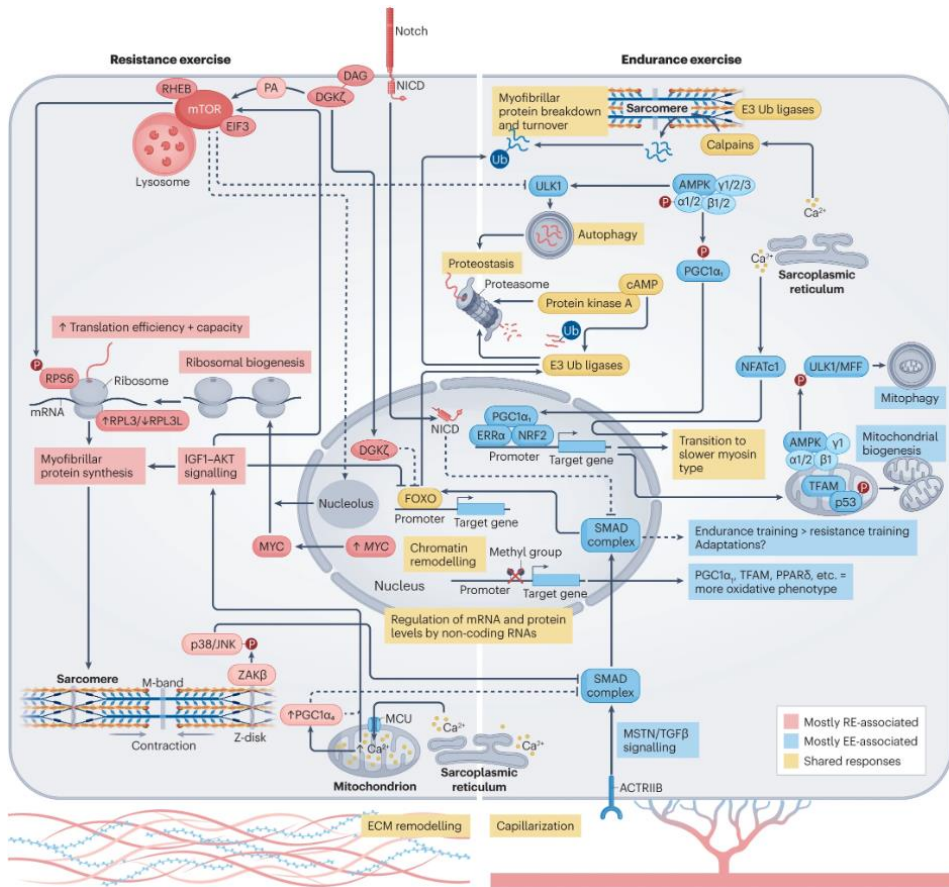 Notch
Resistance exercise
Endurance exercise
DAG
NICD
RHEB
PA
DGKζ
mTOR
EIF3
Lysosome
Myofibrillar
protein breakdown
and turnover
Sarcomere
E3 Ub ligases
Calpains
Ub
ULK1
AMPK
γ1/2/3
P
α1/2
β1/2
Ca²⁺
Autophagy
P
PGC1α₁
Ca²⁺
Sarcoplasmic
reticulum
Proteostasis
Proteasome
cAMP
Protein kinase A
Ub
E3 Ub ligases
↑ Translation efficiency + capacity
P
RPS6
Ribosome
Ribosomal biogenesis
mRNA
↑RPL3/↓RPL3L
NFATc1
ULK1/MFF
P
Mitophagy
NICD
PGC1α₁
ERRα
NRF2
Promoter
Target gene
Transition to
slower myosin
type
AMPK
γ1
α1/2
β1
Mitochondrial
biogenesis
TFAM
P
p53
DGKζ
Myofibrillar
protein synthesis
IGF1–AKT
signalling
FOXO
Nucleolus
Promoter
Target gene
SMAD
complex
Endurance training > resistance training
Adaptations?
MYC
↑ MYC
Chromatin
remodelling
Methyl group
Nucleus
Promoter
Target gene
PGC1α₁, TFAM, PPARδ, etc. =
more oxidative phenotype
Regulation of mRNA and protein
levels by non-coding RNAs
p38/JNK
P
ZAKβ
Sarcomere
M-band
Contraction
Z-disk
SMAD
complex
↑PGC1α₄
MCU
Ca²⁺
Ca²⁺
↑ Ca²⁺
Mitochondrion
Sarcoplasmic
reticulum
MSTN/TGFβ
signalling
ACTRIIB
Mostly RE-associated
Mostly EE-associated
Shared responses
ECM remodelling
Capillarization